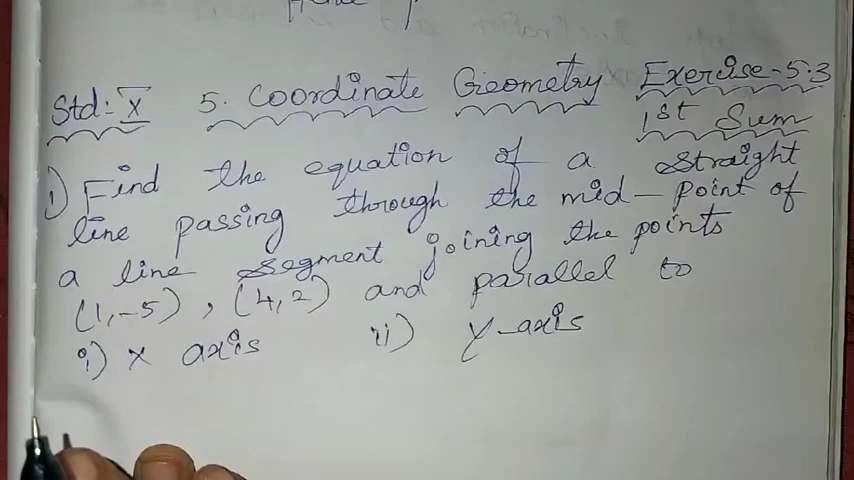 Std:- X 5. Coordinate Geometry Exercise-5.3
1st Sum
1) Find the equation of a straight
line passing through the mid-point of
a line segment joining the points
(1,-5), (4,2) and parallel to
i) x axis ii) y-axis